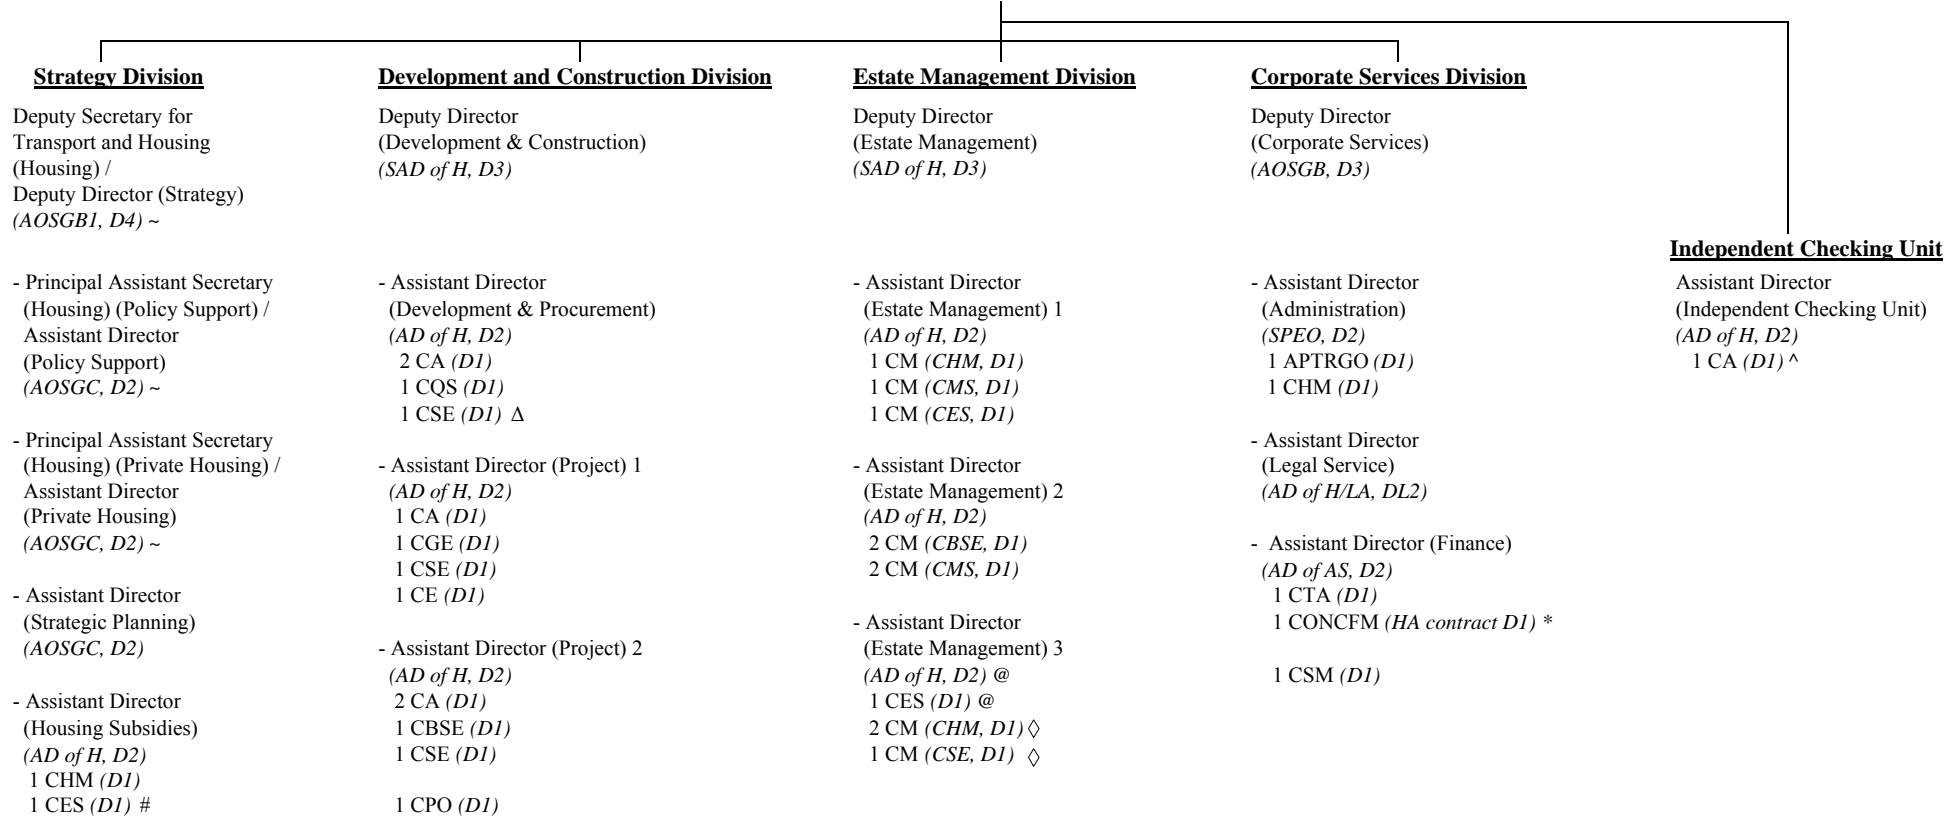 Strategy Division
Deputy Secretary for
Transport and Housing
(Housing) /
Deputy Director (Strategy)
(AOSGB1, D4) ~
- Principal Assistant Secretary
(Housing) (Policy Support) /
Assistant Director
(Policy Support)
(AOSGC, D2) ~
- Principal Assistant Secretary
(Housing) (Private Housing) /
Assistant Director
(Private Housing)
(AOSGC, D2) ~
- Assistant Director
(Strategic Planning)
(AOSGC, D2)
- Assistant Director
(Housing Subsidies)
(AD of H, D2)
1 CHM (D1)
1 CES (D1) #
Development and Construction Division
Deputy Director
(Development & Construction)
(SAD of H, D3)
- Assistant Director
(Development & Procurement)
(AD of H, D2)
2 CA (D1)
1 CQS (D1)
1 CSE (D1) Δ
- Assistant Director (Project) 1
(AD of H, D2)
1 CA (D1)
1 CGE (D1)
1 CSE (D1)
1 CE (D1)
- Assistant Director (Project) 2
(AD of H, D2)
2 CA (D1)
1 CBSE (D1)
1 CSE (D1)
1 CPO (D1)
Estate Management Division
Deputy Director
(Estate Management)
(SAD of H, D3)
- Assistant Director
(Estate Management) 1
(AD of H, D2)
1 CM (CHM, D1)
1 CM (CMS, D1)
1 CM (CES, D1)
- Assistant Director
(Estate Management) 2
(AD of H, D2)
2 CM (CBSE, D1)
2 CM (CMS, D1)
- Assistant Director
(Estate Management) 3
(AD of H, D2) @
1 CES (D1) @
2 CM (CHM, D1) ◊
1 CM (CSE, D1) ◊
Corporate Services Division
Deputy Director
(Corporate Services)
(AOSGB, D3)
- Assistant Director
(Administration)
(SPEO, D2)
1 APTRGO (D1)
1 CHM (D1)
- Assistant Director
(Legal Service)
(AD of H/LA, DL2)
- Assistant Director (Finance)
(AD of AS, D2)
1 CTA (D1)
1 CONCFM (HA contract D1) *
1 CSM (D1)
Independent Checking Unit
Assistant Director
(Independent Checking Unit)
(AD of H, D2)
1 CA (D1) ^